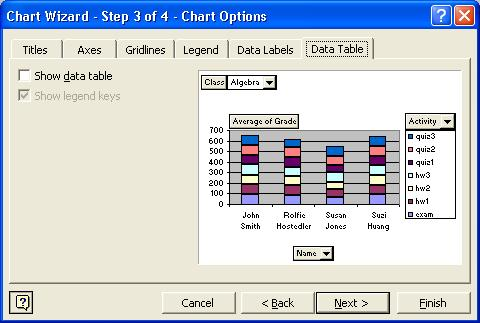 Chart Wizard - Step 3 of 4 - Chart Options
Titles Axes Gridlines Legend Data Labels Data Table
Show data table
Show legend keys
Class Algebra
Average of Grade
Activity
quiz3
quiz2
quiz1
hw3
hw2
hw1
exam
700
600
500
400
300
200
100
0
John Smith
Rolfie Hostedler
Susan Jones
Suzi Huang
Name
Cancel < Back Next > Finish